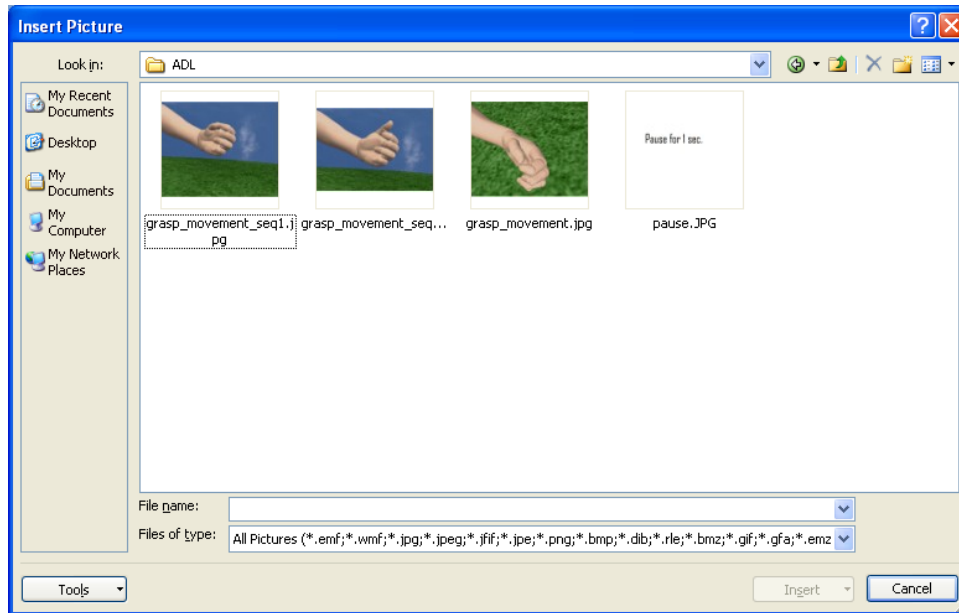 Insert Picture
Look in:
ADL
My Recent
Documents
Desktop
My
Documents
My
Computer
My Network
Places
Pause for 1 sec.
grasp_movement_seq1.j
pg
grasp_movement_seq...
grasp_movement.jpg
pause.JPG
File name:
Files of type:
All Pictures (*.emf;*.wmf;*.jpg;*.jpeg;*.jfif;*.jpe;*.png;*.bmp;*.dib;*.rle;*.bmz;*.gif;*.gfa;*.emz
Tools
Insert
Cancel